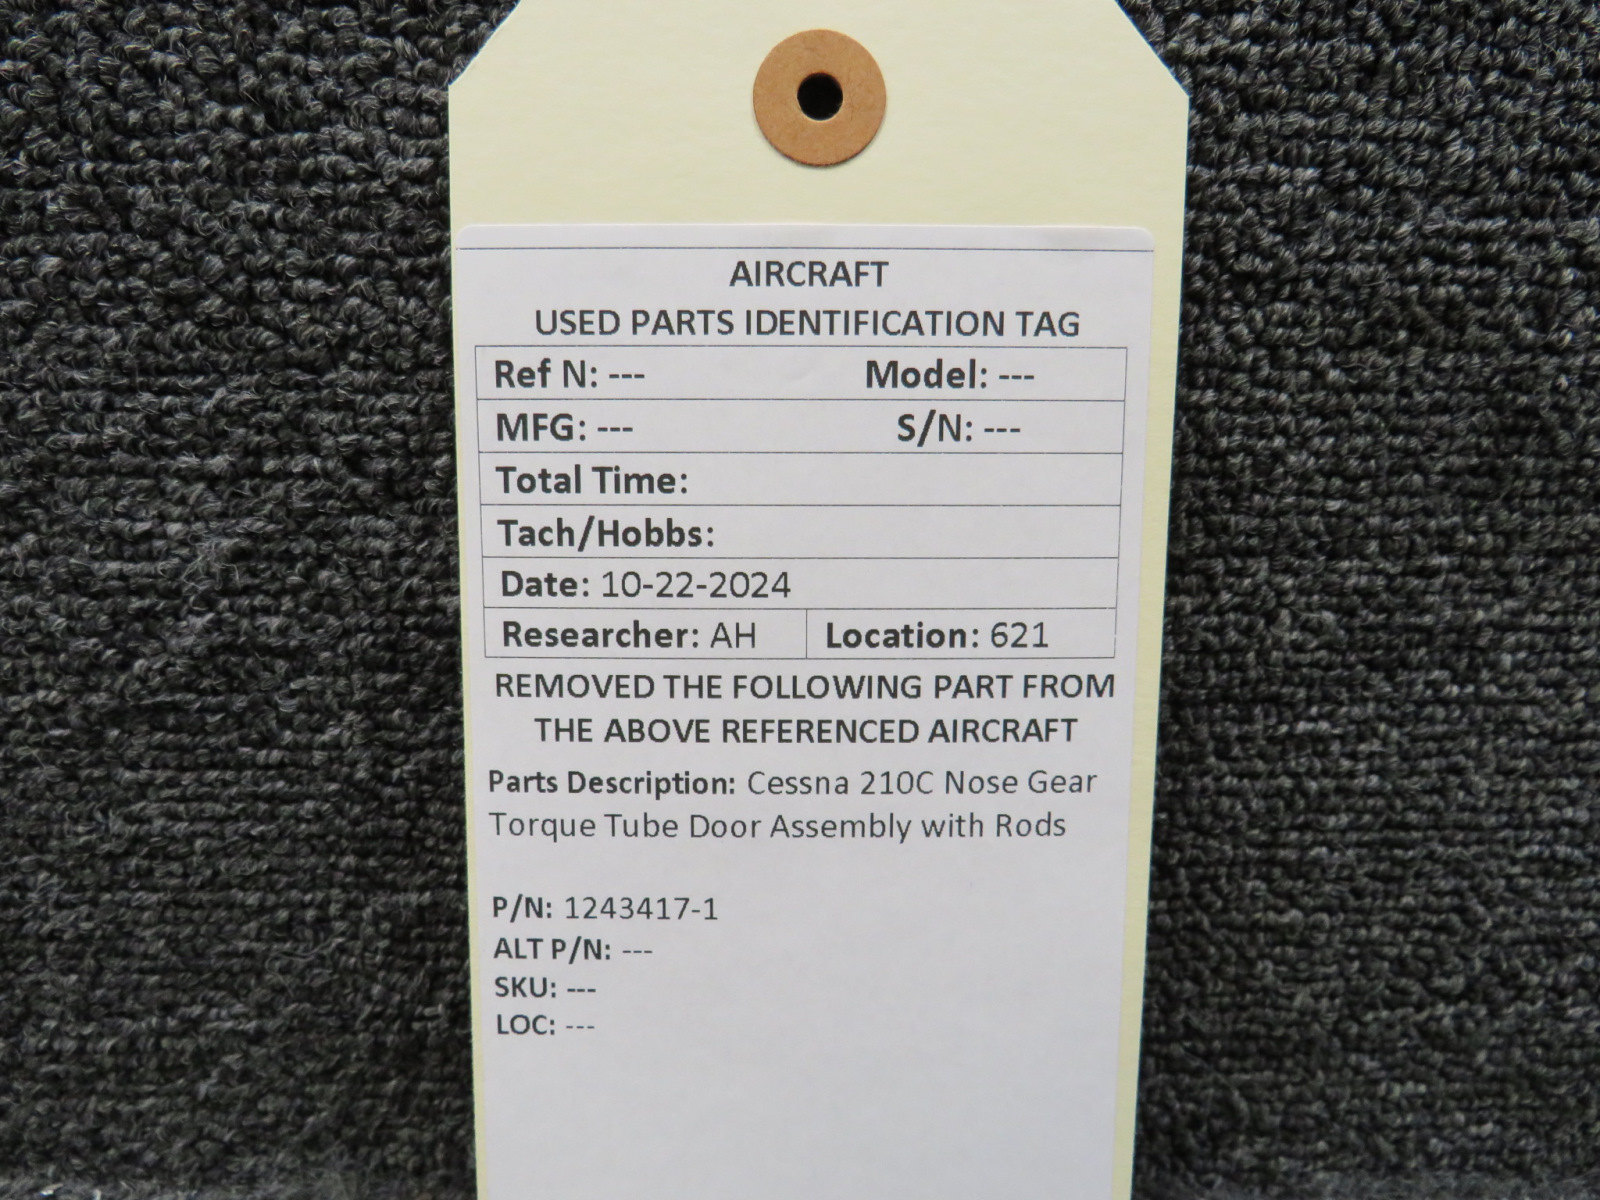 AIRCRAFT
USED PARTS IDENTIFICATION TAG
Ref N: --- Model: ---
MFG: --- S/N: ---
Total Time:
Tach/Hobbs:
Date: 10-22-2024
Researcher: AH Location: 621
REMOVED THE FOLLOWING PART FROM
THE ABOVE REFERENCED AIRCRAFT
Parts Description: Cessna 210C Nose Gear
Torque Tube Door Assembly with Rods
P/N: 1243417-1
ALT P/N: ---
SKU: ---
LOC: ---